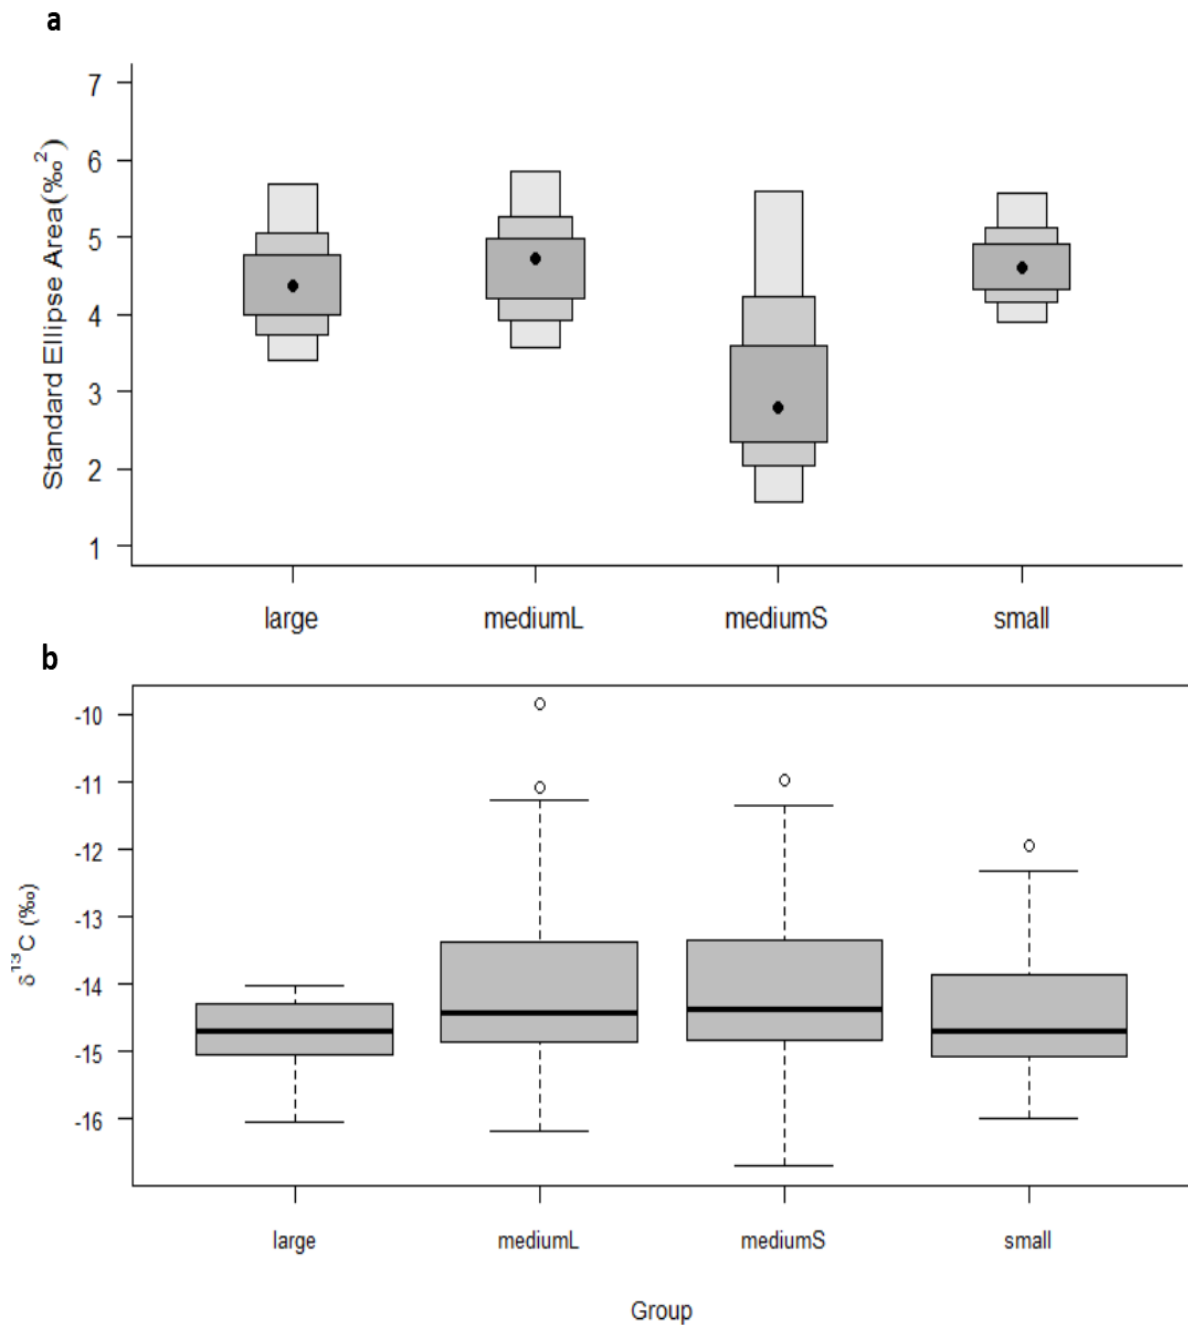 a
Standard Ellipse Area(‰²)
7
6
5
4
3
2
1
large mediumL mediumS small
b
δ¹³C (‰)
-10
-11
-12
-13
-14
-15
-16
large mediumL mediumS small
Group